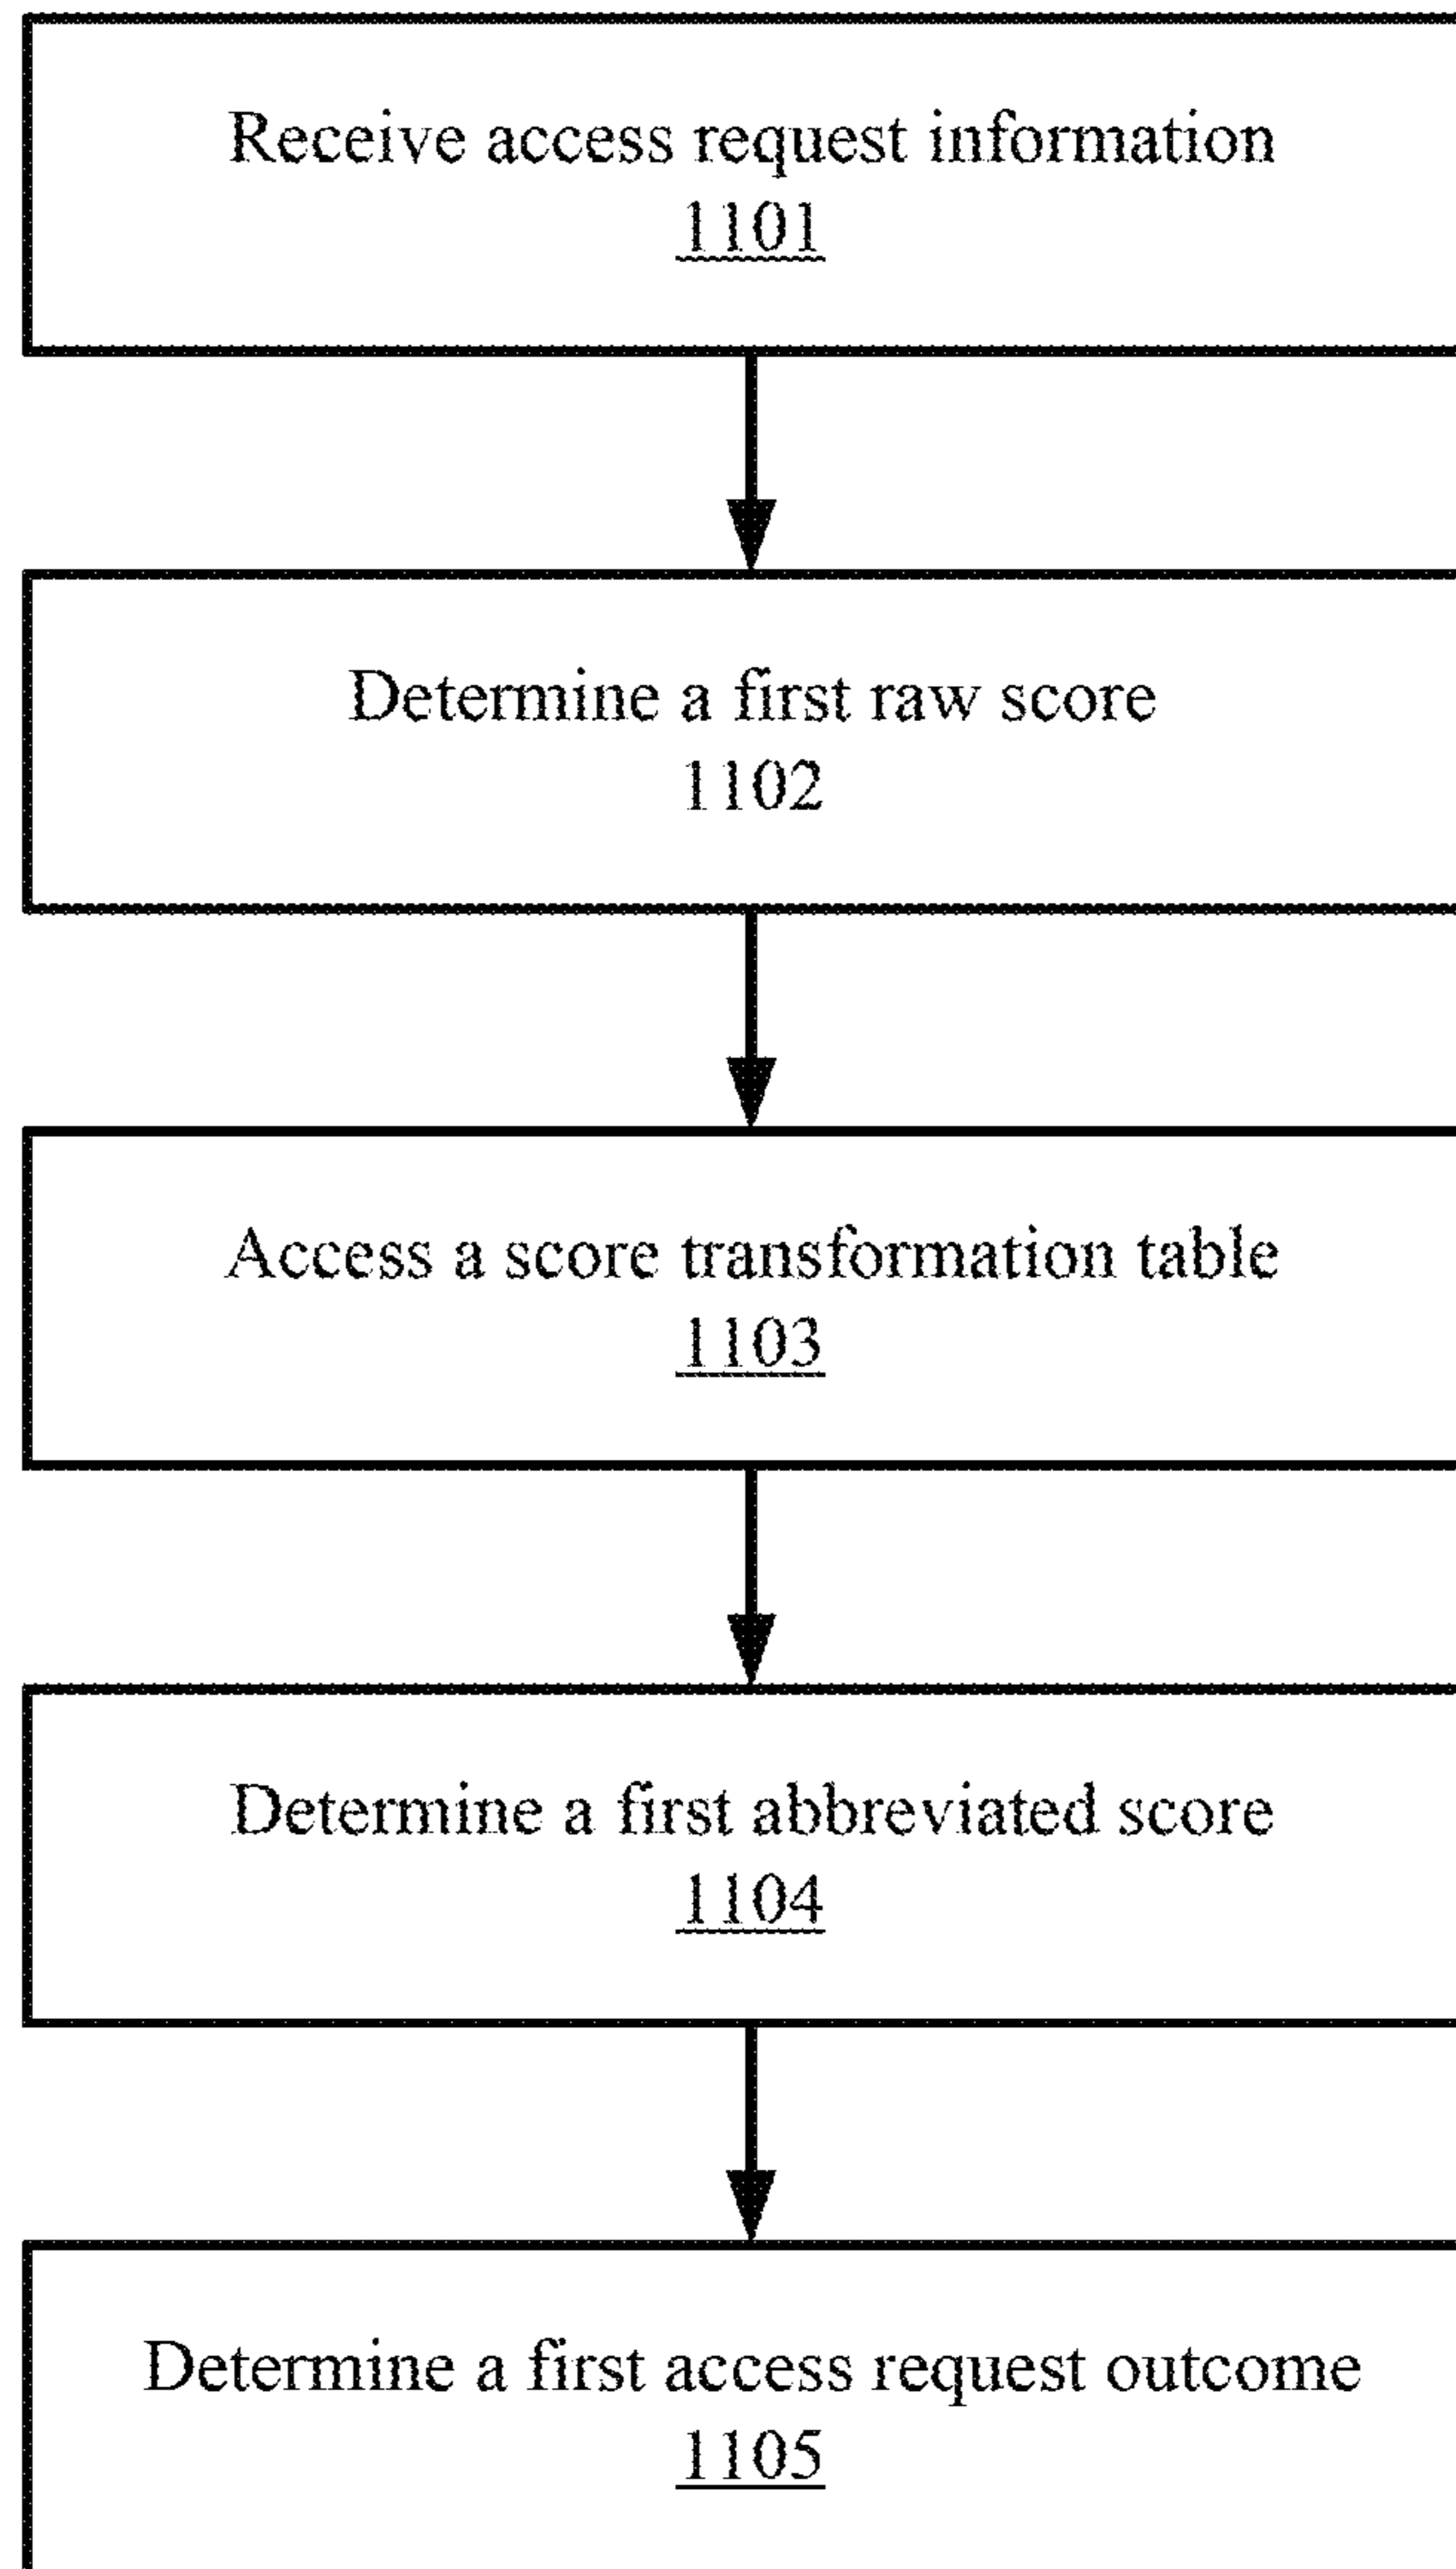 Receive access request information
1101
Determine a first raw score
1102
Access a score transformation table
1103
Determine a first abbreviated score
1104
Determine a first access request outcome
1105